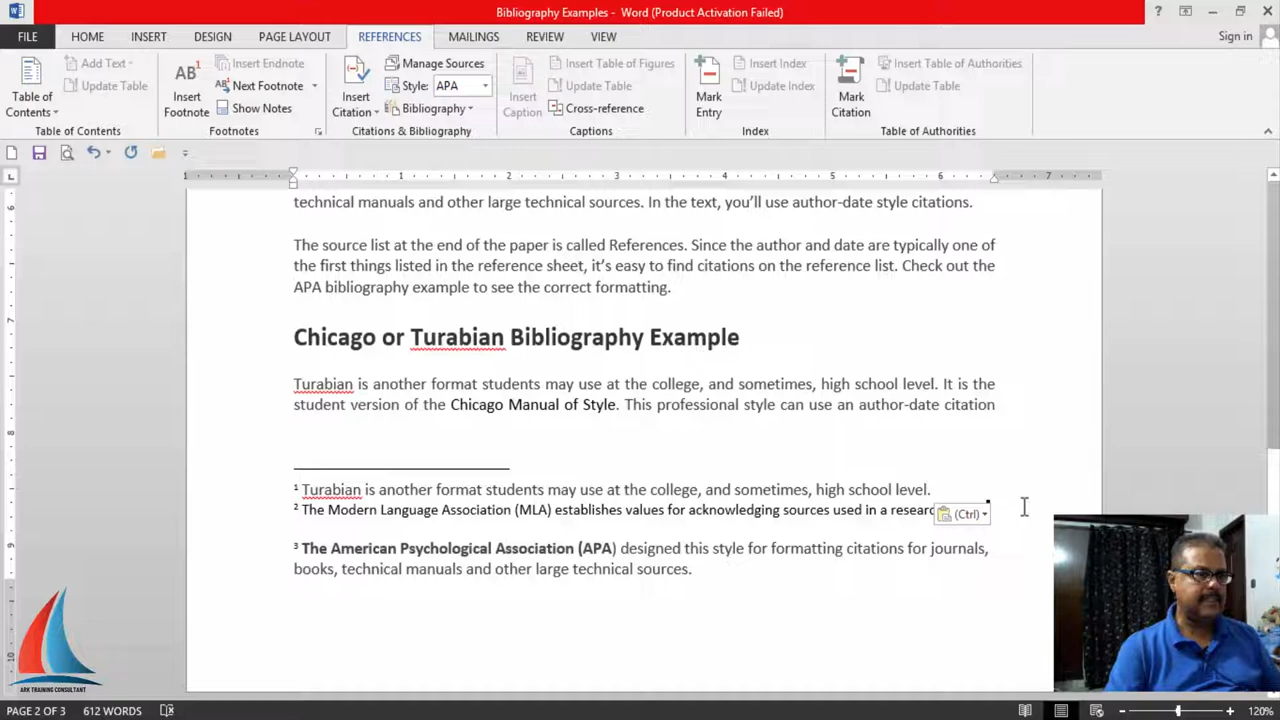 Bibliography Examples - Word (Product Activation Failed)
FILE HOME INSERT DESIGN PAGE LAYOUT REFERENCES MAILINGS REVIEW VIEW Sign in
Table of Contents
Add Text
Update Table
Table of Contents
AB1
Insert Footnote
Insert Endnote
Next Footnote
Show Notes
Footnotes
Insert Citation
Manage Sources
Style: APA
Bibliography
Citations & Bibliography
Insert Caption
Insert Table of Figures
Update Table
Cross-reference
Captions
Mark Entry
Insert Index
Update Index
Index
Mark Citation
Insert Table of Authorities
Update Table
Table of Authorities
1 1 2 3 4 5 6 7
technical manuals and other large technical sources. In the text, you’ll use author-date style citations.
The source list at the end of the paper is called References. Since the author and date are typically one of
the first things listed in the reference sheet, it’s easy to find citations on the reference list. Check out the
APA bibliography example to see the correct formatting.
Chicago or Turabian Bibliography Example
Turabian is another format students may use at the college, and sometimes, high school level. It is the
student version of the Chicago Manual of Style. This professional style can use an author-date citation
1 Turabian is another format students may use at the college, and sometimes, high school level.
2 The Modern Language Association (MLA) establishes values for acknowledging sources used in a researc
(Ctrl)
3 The American Psychological Association (APA) designed this style for formatting citations for journals,
books, technical manuals and other large technical sources.
ARK TRAINING CONSULTANT
PAGE 2 OF 3 612 WORDS 120%